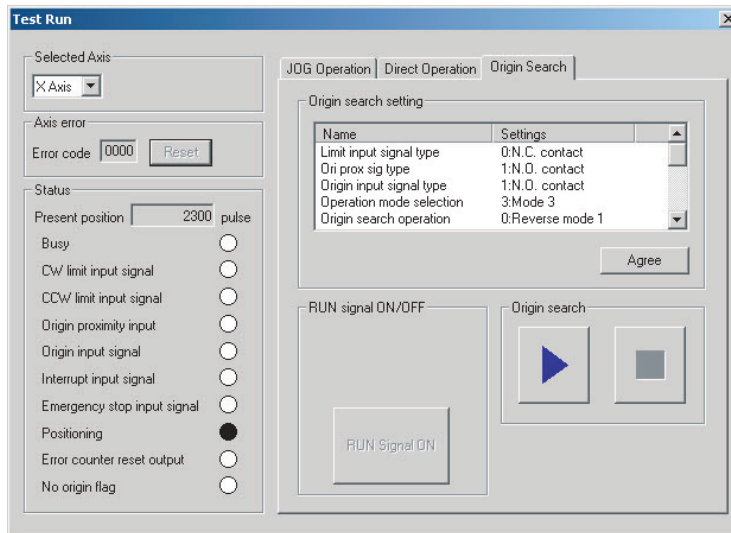 Test Run
Selected Axis
X Axis
Axis error
Error code 0000 Reset
Status
Present position 2300 pulse
Busy
CW limit input signal
CCW limit input signal
Origin proximity input
Origin input signal
Interrupt input signal
Emergency stop input signal
Positioning
Error counter reset output
No origin flag
JOG Operation Direct Operation Origin Search
Origin search setting
Name Settings
Limit input signal type 0:N.C. contact
Ori prox sig type 1:N.O. contact
Origin input signal type 1:N.O. contact
Operation mode selection 3:Mode 3
Origin search operation 0:Reverse mode 1
Agree
RUN signal ON/OFF
RUN Signal ON
Origin search